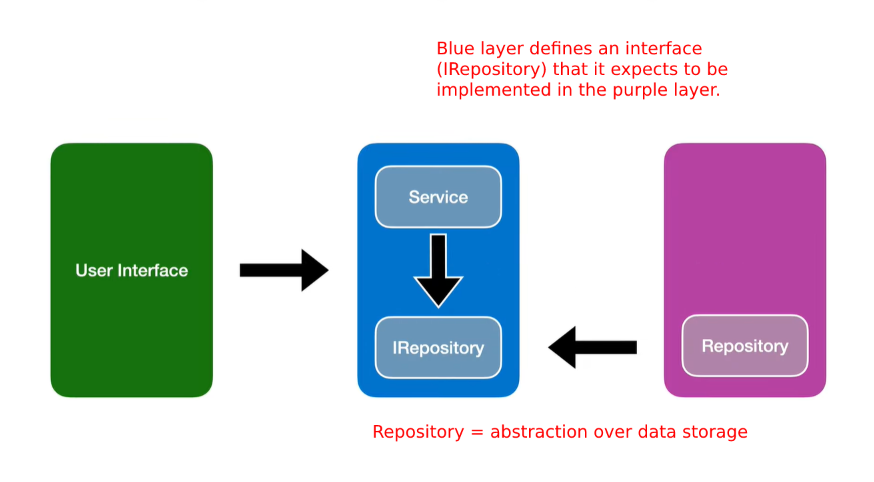 Blue layer defines an interface
(IRepository) that it expects to be
implemented in the purple layer.
User Interface
Service
IRepository
Repository
Repository = abstraction over data storage